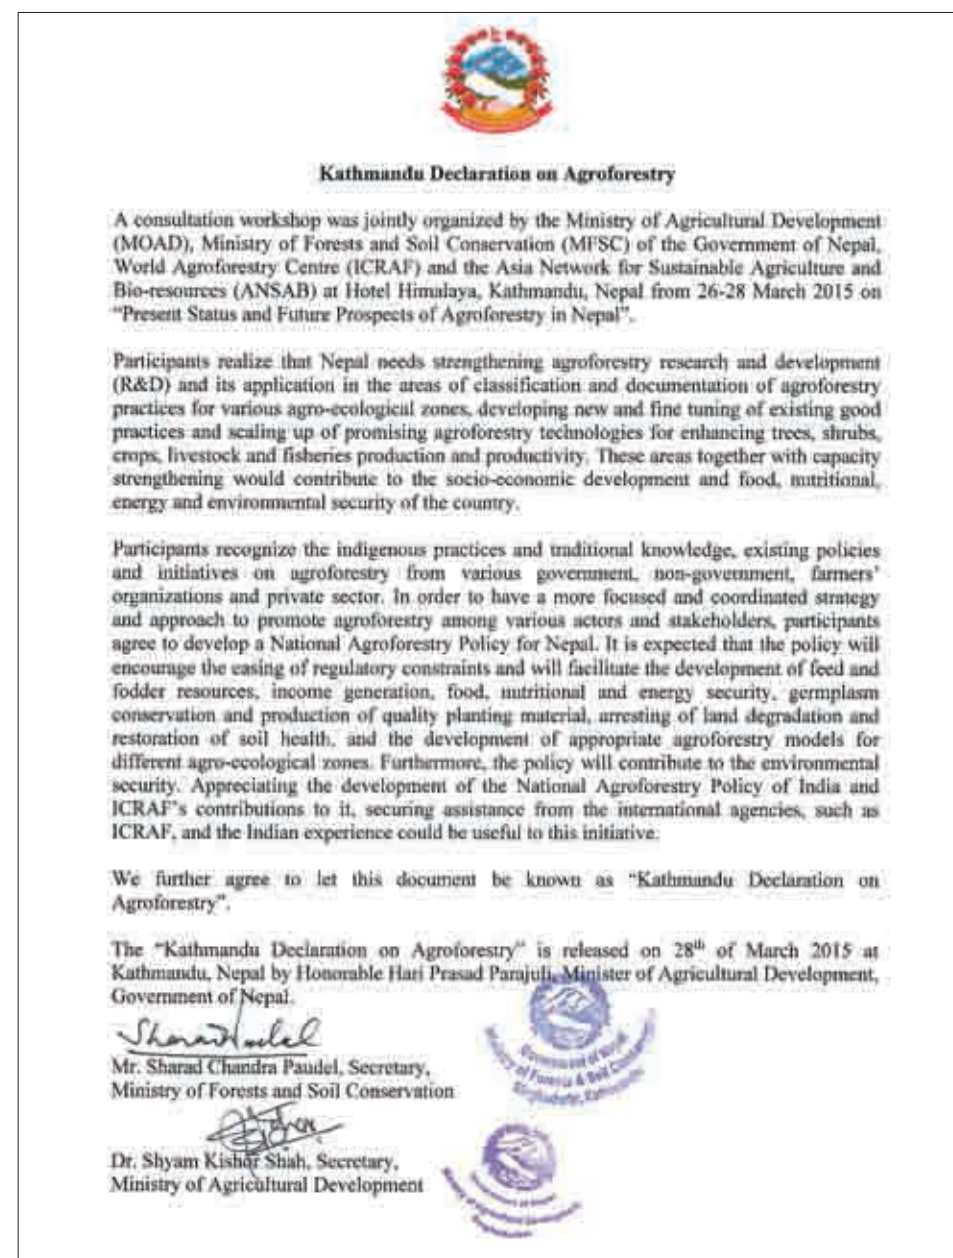 Kathmandu Declaration on Agroforestry
A consultation workshop was jointly organized by the Ministry of Agricultural Development
(MOAD), Ministry of Forests and Soil Conservation (MFSC) of the Government of Nepal,
World Agroforestry Centre (ICRAF) and the Asia Network for Sustainable Agriculture and
Bio-resources (ANSAB) at Hotel Himalaya, Kathmandu, Nepal from 26-28 March 2015 on
“Present Status and Future Prospects of Agroforestry in Nepal”.
Participants realize that Nepal needs strengthening agroforestry research and development
(R&D) and its application in the areas of classification and documentation of agroforestry
practices for various agro-ecological zones, developing new and fine tuning of existing good
practices and scaling up of promising agroforestry technologies for enhancing trees, shrubs,
crops, livestock and fisheries production and productivity. These areas together with capacity
strengthening would contribute to the socio-economic development and food, nutritional,
energy and environmental security of the country.
Participants recognize the indigenous practices and traditional knowledge, existing policies
and initiatives on agroforestry from various government, non-government, farmers’
organizations and private sector. In order to have a more focused and coordinated strategy
and approach to promote agroforestry among various actors and stakeholders, participants
agree to develop a National Agroforestry Policy for Nepal. It is expected that the policy will
encourage the easing of regulatory constraints and will facilitate the development of feed and
fodder resources, income generation, food, nutritional and energy security, germplasm
conservation and production of quality planting material, arresting of land degradation and
restoration of soil health, and the development of appropriate agroforestry models for
different agro-ecological zones. Furthermore, the policy will contribute to the environmental
security. Appreciating the development of the National Agroforestry Policy of India and
ICRAF’s contributions to it, securing assistance from the international agencies, such as
ICRAF, and the Indian experience could be useful to this initiative.
We further agree to let this document be known as “Kathmandu Declaration on
Agroforestry”.
The “Kathmandu Declaration on Agroforestry” is released on 28th of March 2015 at
Kathmandu, Nepal by Honorable Hari Prasad Parajuli, Minister of Agricultural Development,
Government of Nepal.
Mr. Sharad Chandra Paudel, Secretary,
Ministry of Forests and Soil Conservation
Government of Nepal
Ministry of Forests & Soil Conservation
Dr. Shyam Kishor Shah, Secretary,
Ministry of Agricultural Development